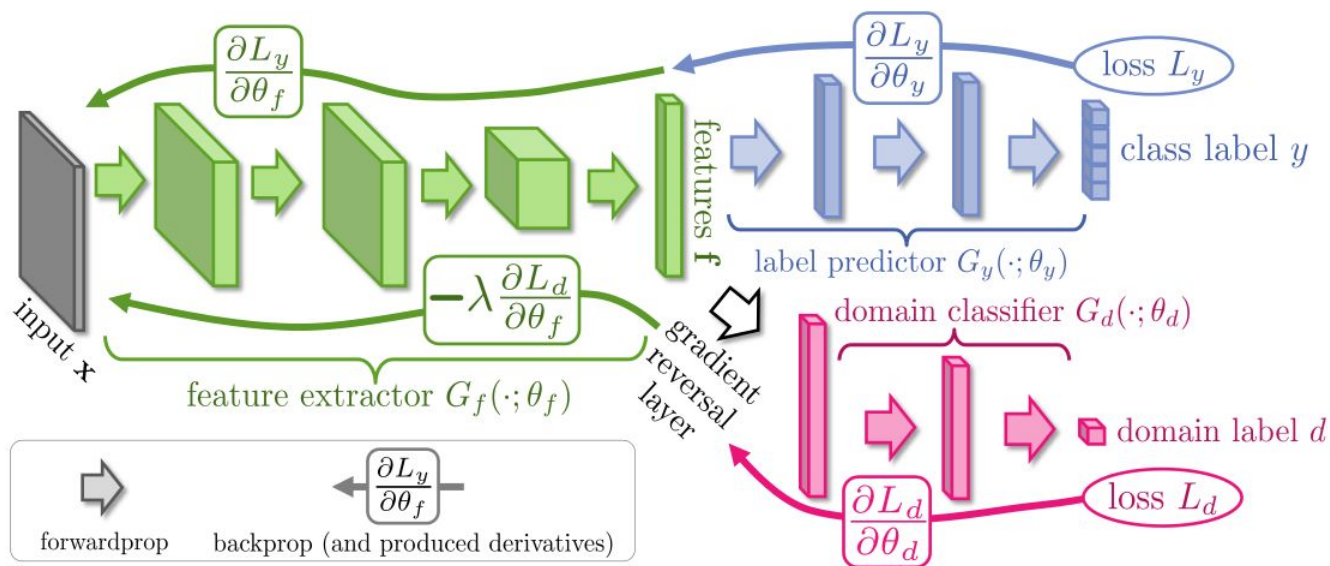 ∂L_y/∂θ_f
∂L_y/∂θ_y
loss L_y
input x
features f
class label y
label predictor G_y(·; θ_y)
−λ ∂L_d/∂θ_f
feature extractor G_f(·; θ_f)
gradient
reversal
layer
domain classifier G_d(·; θ_d)
domain label d
∂L_d/∂θ_d
loss L_d
∂L_y/∂θ_f
forwardprop
backprop (and produced derivatives)